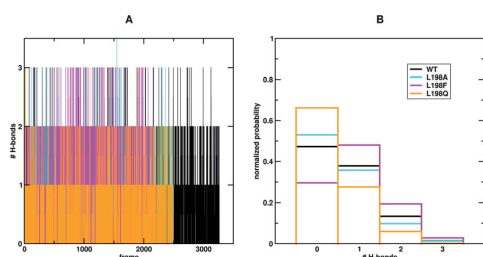 A
# H-bonds
3
2
1
0
0
1000
2000
3000
frame
B
normalized probability
1
0.8
0.6
0.4
0.2
0
WT
L198A
L198F
L198Q
0
1
2
3
# H-bonds